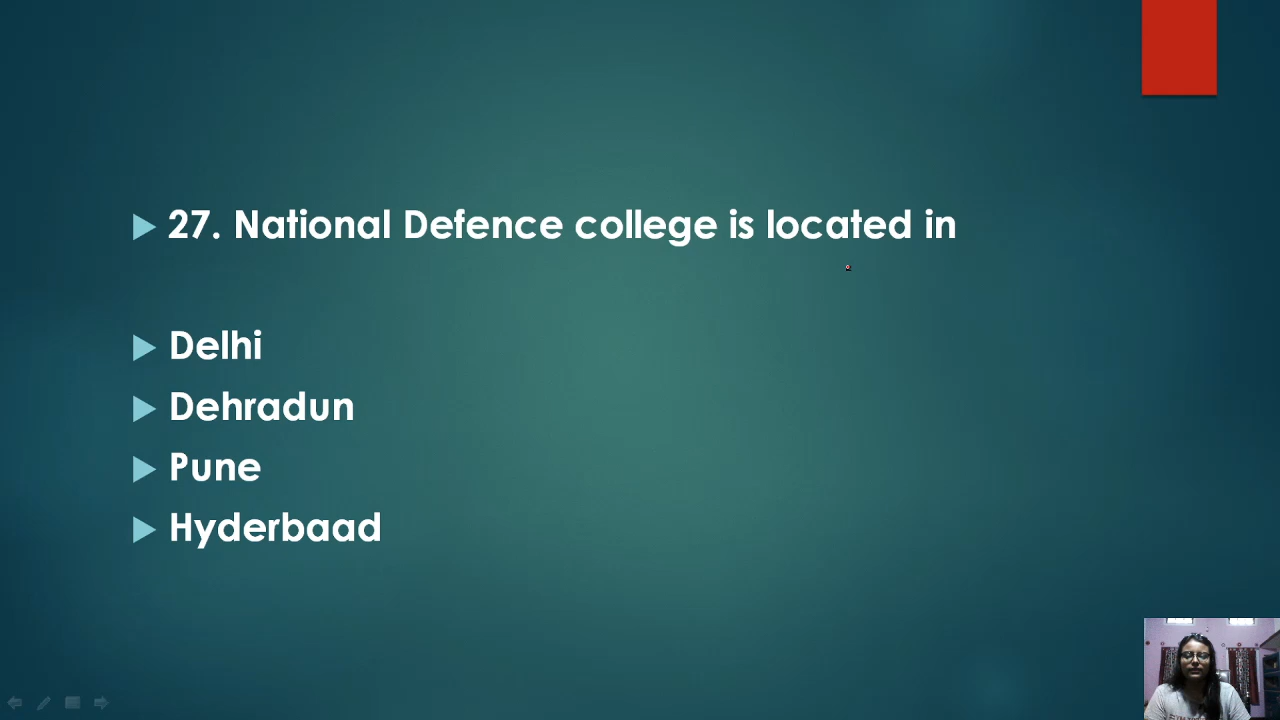 27. National Defence college is located in
Delhi
Dehradun
Pune
Hyderbaad